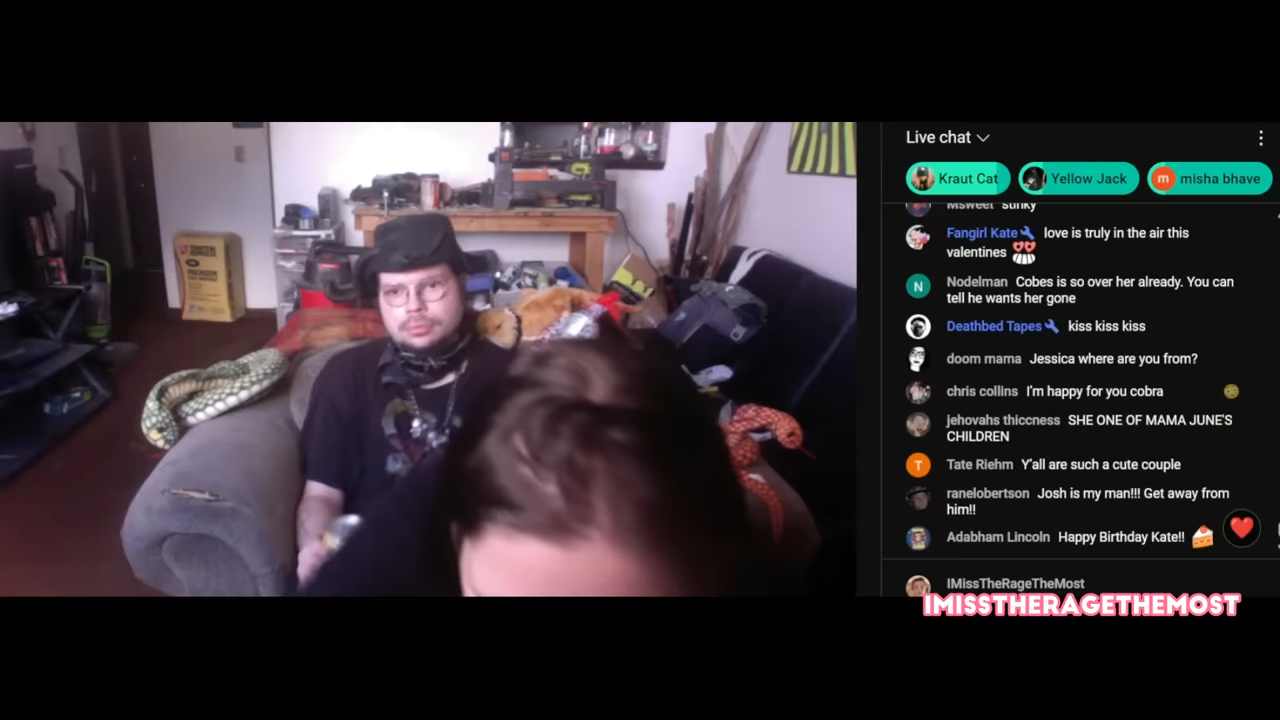 Live chat
Kraut Cat
Yellow Jack
m
misha bhave
Msweet stinky
Fangirl Kate love is truly in the air this
valentines
N
Nodelman Cobes is so over her already. You can
tell he wants her gone
Deathbed Tapes kiss kiss kiss
doom mama Jessica where are you from?
chris collins I'm happy for you cobra
jehovahs thiccness SHE ONE OF MAMA JUNE'S
CHILDREN
T
Tate Riehm Y'all are such a cute couple
ranelobertson Josh is my man!!! Get away from
him!!
Adabham Lincoln Happy Birthday Kate!!
IMissTheRageTheMost
IMISSTHERAGETHEMOST